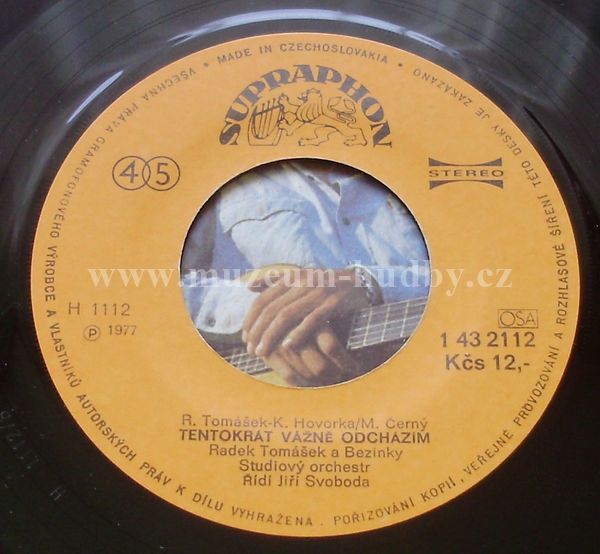 VŠECHNA PRÁVA GRAMOFONOVÉHO VÝROBCE A VLASTNÍKŮ AUTORSKÝCH PRÁV K DÍLU VYHRAŽENA . POŘIZOVÁNÍ KOPIÍ , VEŘEJNÉ PROVOZOVÁNÍ A ROZHLASOVÉ ŠÍŘENÍ TÉTO DESKY JE ZAKÁZÁNO
• MADE IN CZECHOSLOVAKIA •
SUPRAPHON
45
STEREO
www.muzeum-hudby.cz
H 1112
OSA
P 1977
1 43 2112
Kčs 12,-
R. Tomášek-K. Hovorka/M. Černý
TENTOKRÁT VÁŽNĚ ODCHÁZÍM
Radek Tomášek a Bezinky
Studiový orchestr
Řídí Jiří Svoboda